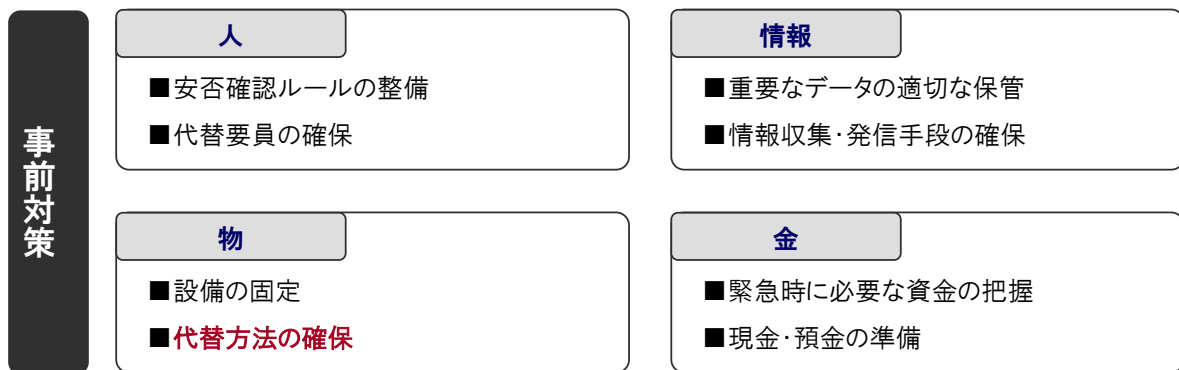 事前対策
人
■安否確認ルールの整備
■代替要員の確保
情報
■重要なデータの適切な保管
■情報収集・発信手段の確保
物
■設備の固定
■代替方法の確保
金
■緊急時に必要な資金の把握
■現金・預金の準備